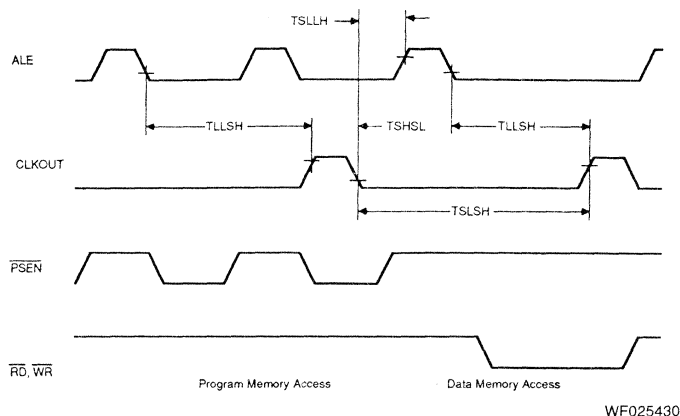 TSLLH
ALE
TLLSH
TSHSL
TLLSH
CLKOUT
TSLSH
PSEN
RD, WR
Program Memory Access
Data Memory Access
WF025430